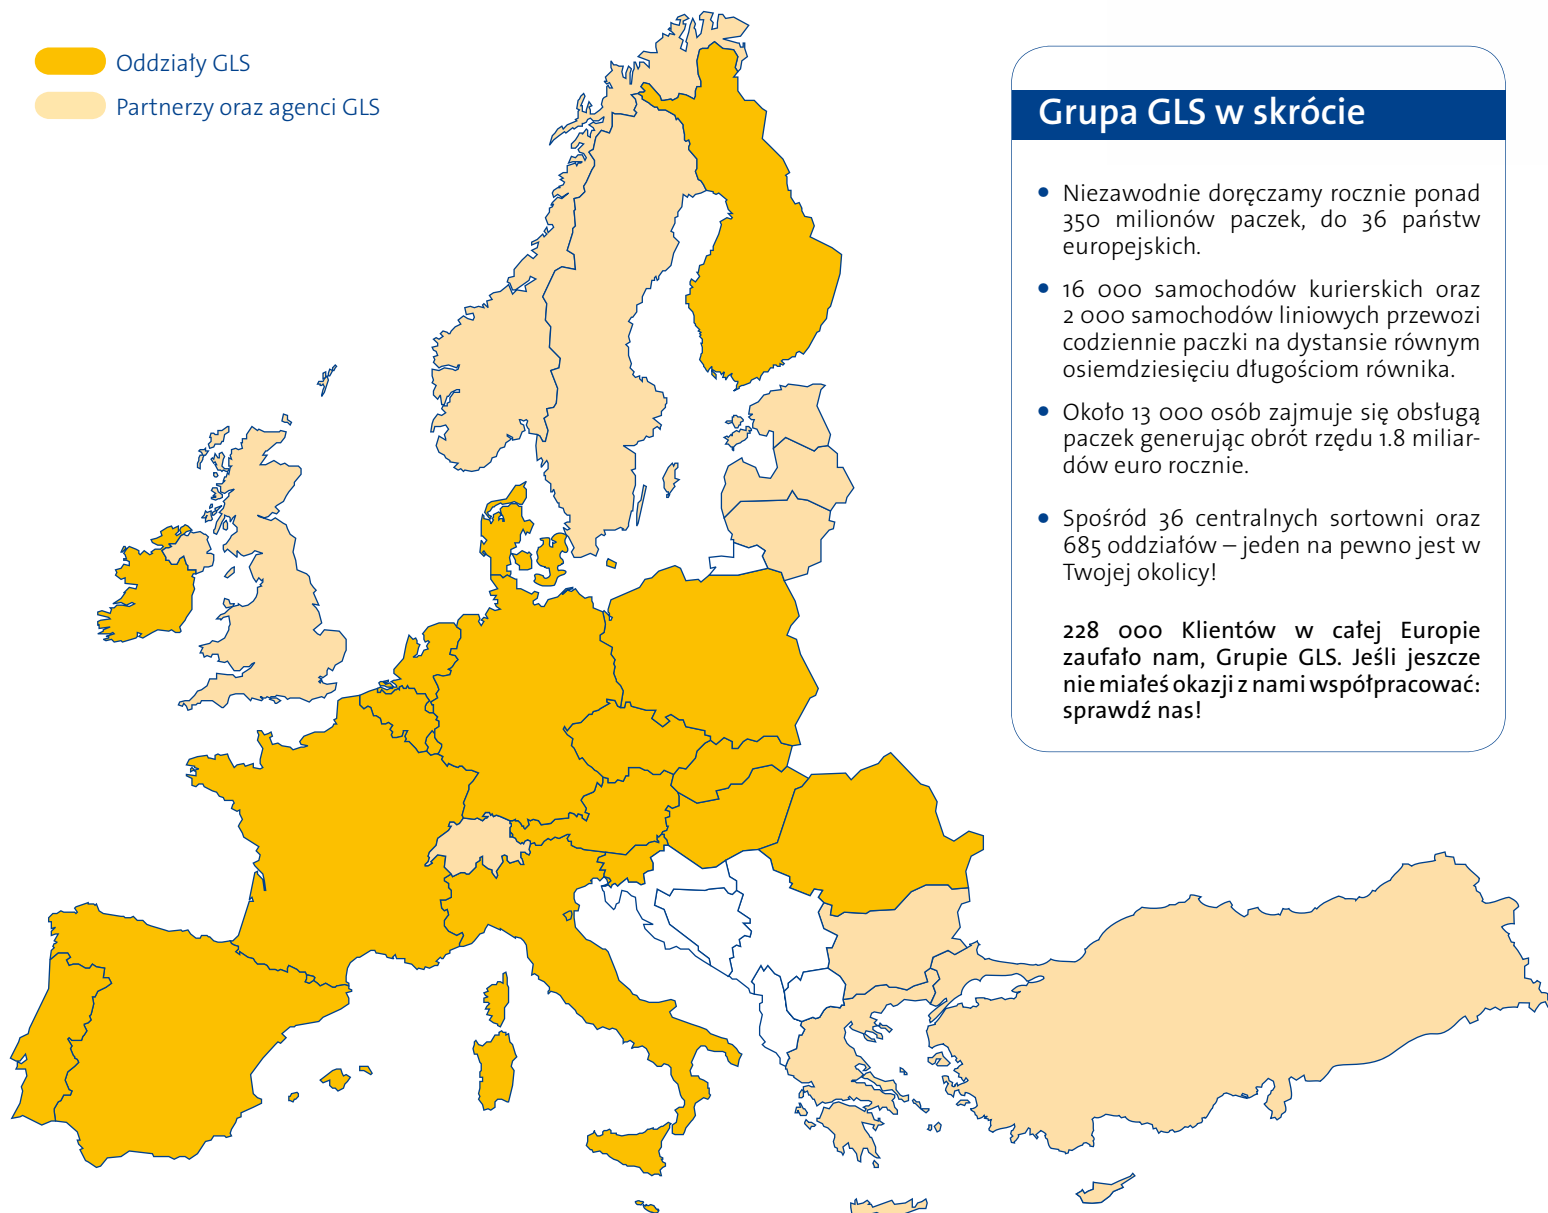 Oddziały GLS
Partnerzy oraz agenci GLS
Grupa GLS w skrócie
• Niezawodnie doręczamy rocznie ponad
350 milionów paczek, do 36 państw
europejskich.
• 16 000 samochodów kurierskich oraz
2 000 samochodów liniowych przewozi
codziennie paczki na dystansie równym
osiemdziesięciu długościom równika.
• Około 13 000 osób zajmuje się obsługą
paczek generując obrót rzędu 1.8 miliar-
dów euro rocznie.
• Spośród 36 centralnych sortowni oraz
685 oddziałów – jeden na pewno jest w
Twojej okolicy!
228 000 Klientów w całej Europie
zaufało nam, Grupie GLS. Jeśli jeszcze
nie miałeś okazji z nami współpracować:
sprawdź nas!